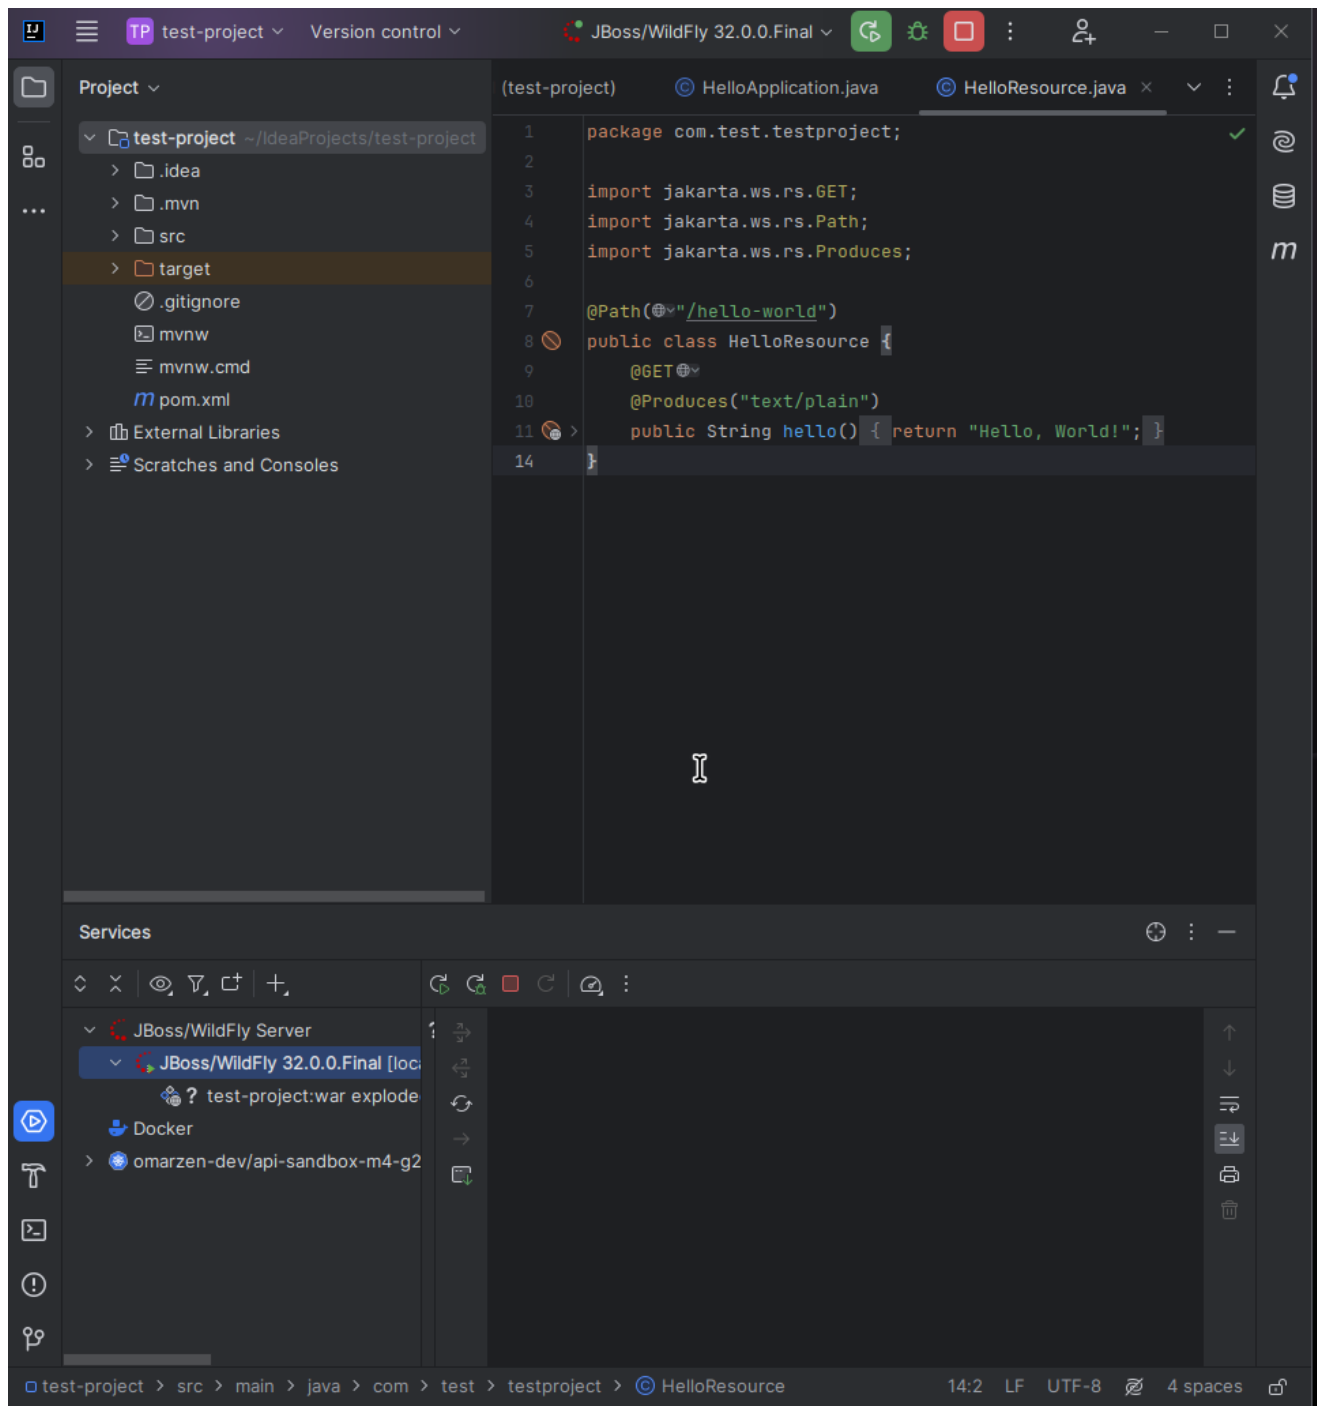 TP test-project Version control JBoss/WildFly 32.0.0.Final
Project
test-project ~/IdeaProjects/test-project
.idea
.mvn
src
target
.gitignore
mvnw
mvnw.cmd
m pom.xml
External Libraries
Scratches and Consoles
(test-project) HelloApplication.java HelloResource.java
1 package com.test.testproject;
2
3 import jakarta.ws.rs.GET;
4 import jakarta.ws.rs.Path;
5 import jakarta.ws.rs.Produces;
6
7 @Path("/hello-world")
8 public class HelloResource {
9 @GET
10 @Produces("text/plain")
11 public String hello() { return "Hello, World!"; }
14 }
m
Services
JBoss/WildFly Server
JBoss/WildFly 32.0.0.Final [loca
? test-project:war explode
Docker
omarzen-dev/api-sandbox-m4-g2
test-project > src > main > java > com > test > testproject > HelloResource 14:2 LF UTF-8 4 spaces